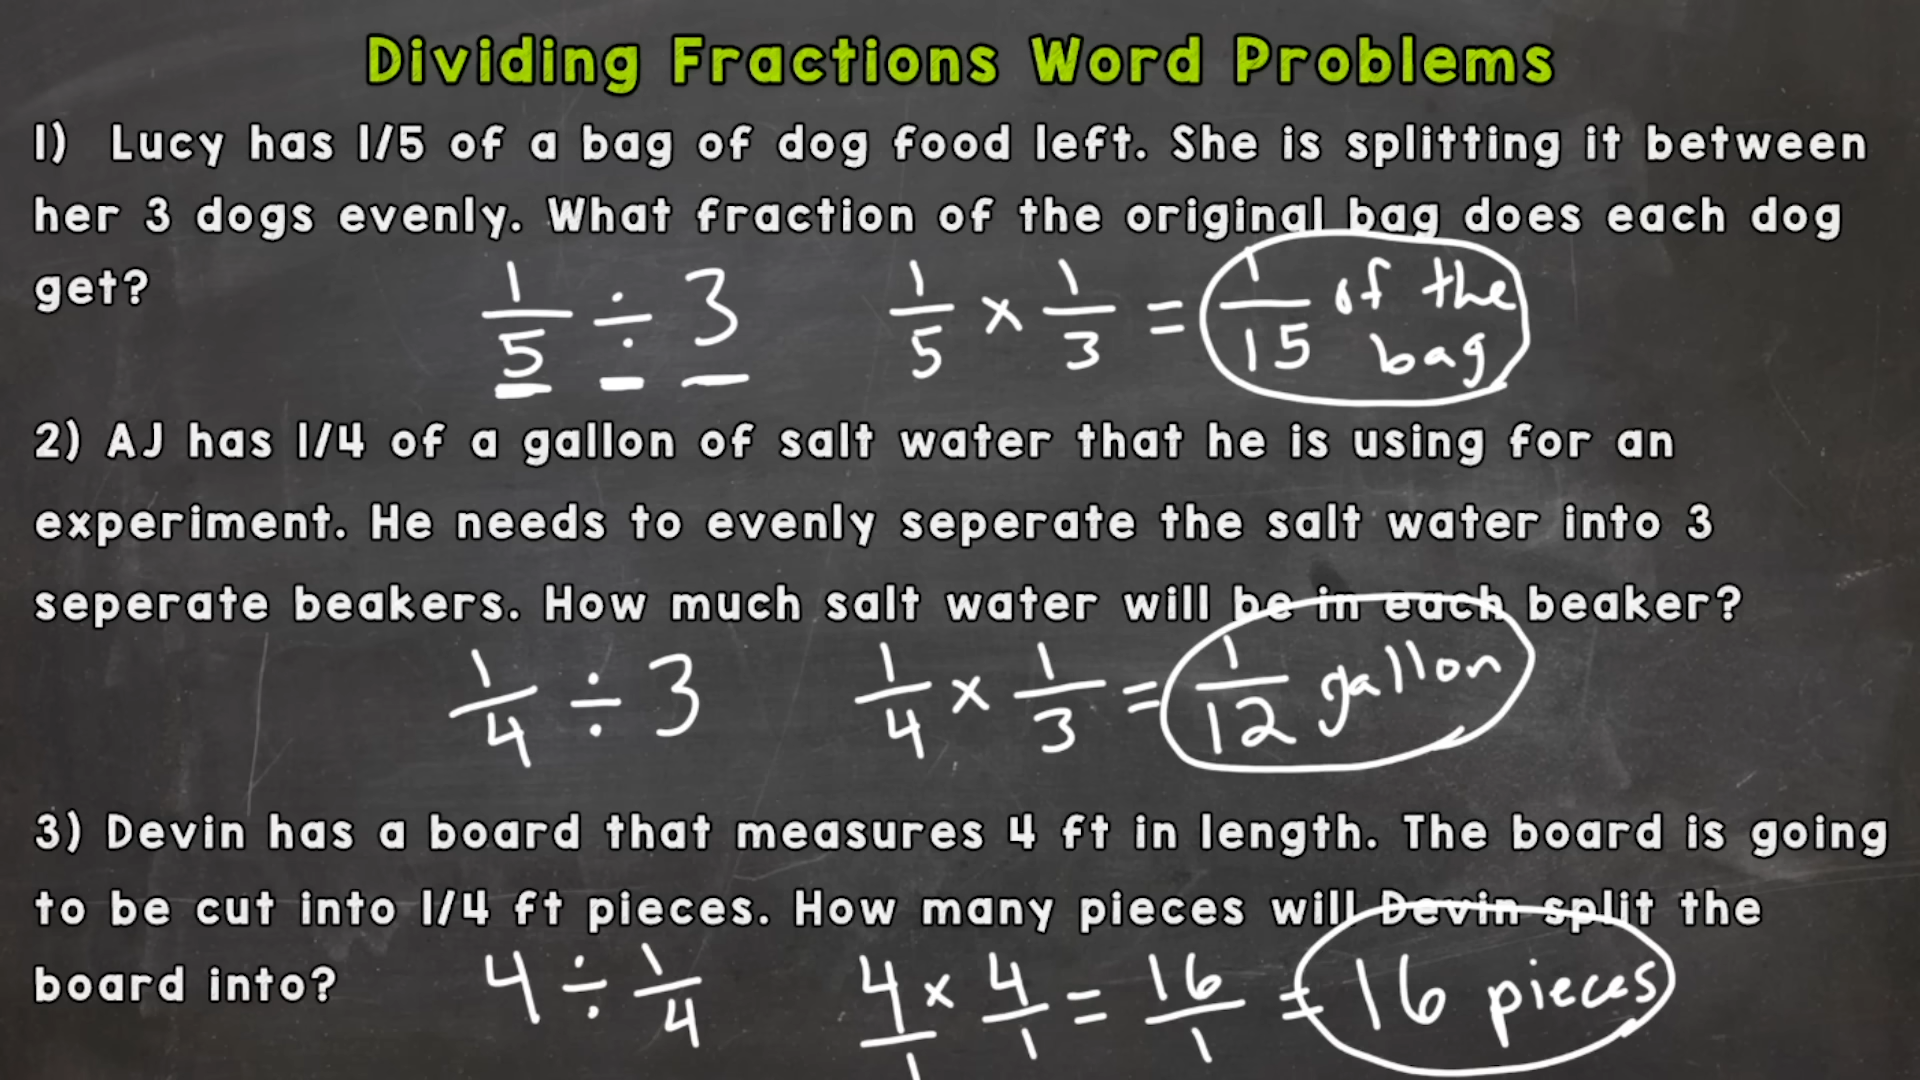 Dividing Fractions Word Problems
1) Lucy has 1/5 of a bag of dog food left. She is splitting it between
her 3 dogs evenly. What fraction of the original bag does each dog
get?
1/5 ÷ 3 1/5 x 1/3 = 1/15 of the bag
2) AJ has 1/4 of a gallon of salt water that he is using for an
experiment. He needs to evenly seperate the salt water into 3
seperate beakers. How much salt water will be in each beaker?
1/4 ÷ 3 1/4 x 1/3 = 1/12 gallon
3) Devin has a board that measures 4 ft in length. The board is going
to be cut into 1/4 ft pieces. How many pieces will Devin split the
board into? 4 ÷ 1/4 4/1 x 4/1 = 16/1 = 16 pieces